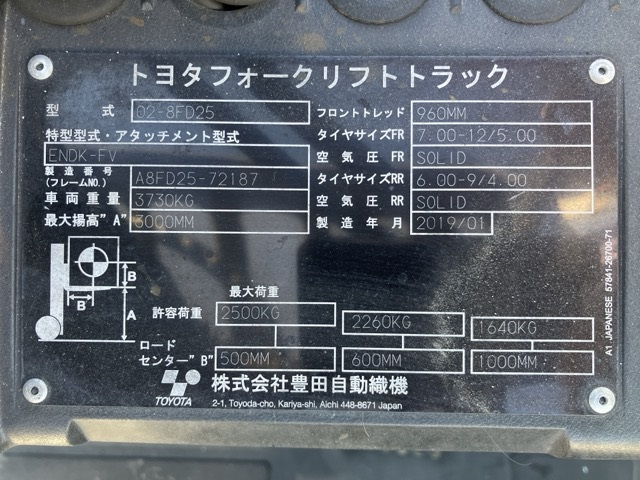 トヨタフォークリフトトラック
型式 02-8FD25 フロントトレッド 960MM
特型型式・アタッチメント型式 タイヤサイズFR 7.00-12/5.00
ENDK-FV 空気圧FR SOLID
製造番号(フレームNO.) A8FD25-72187 タイヤサイズRR 6.00-9/4.00
車両重量 3730KG 空気圧RR SOLID
最大揚高"A" 3000MM 製造年月 2019/01
B
"B"
A
最大荷重
許容荷重 2500KG 2260KG 1640KG
ロードセンター"B" 500MM 600MM 1000MM
TOYOTA 株式会社豊田自動織機
2-1, Toyoda-cho, Kariya-shi, Aichi 448-8671 Japan
A1 JAPANESE 57841-26700-71